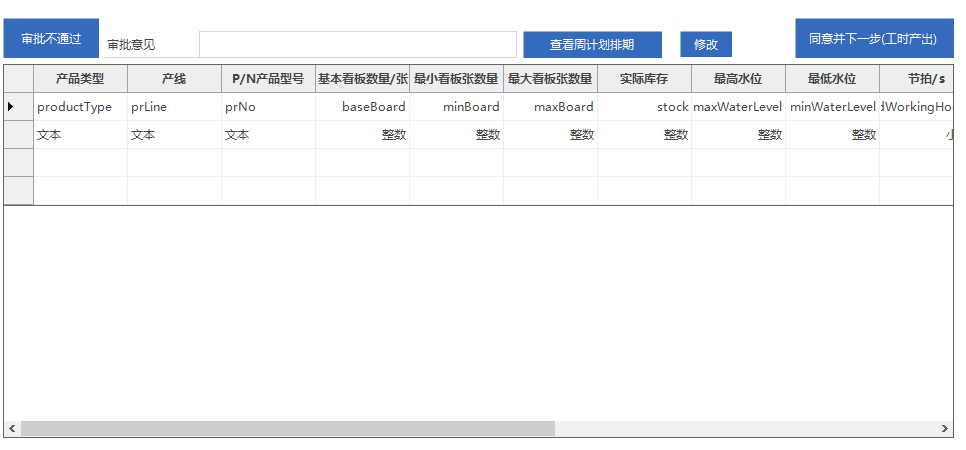 审批不通过 审批意见 查看周计划排期 修改 同意并下一步(工时产出)
产品类型 产线 P/N产品型号 基本看板数量/张 最小看板张数量 最大看板张数量 实际库存 最高水位 最低水位 节拍/s
productType prLine prNo baseBoard minBoard maxBoard stock maxWaterLevel minWaterLevel dWorkingHou
文本 文本 文本 整数 整数 整数 整数 整数 整数